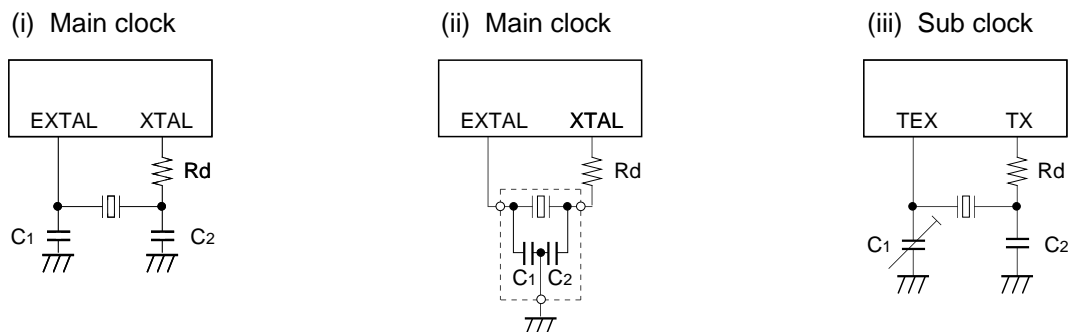 (i) Main clock
EXTAL XTAL
Rd
C1 C2
(ii) Main clock
EXTAL XTAL
Rd
C1 C2
(iii) Sub clock
TEX TX
Rd
C1 C2